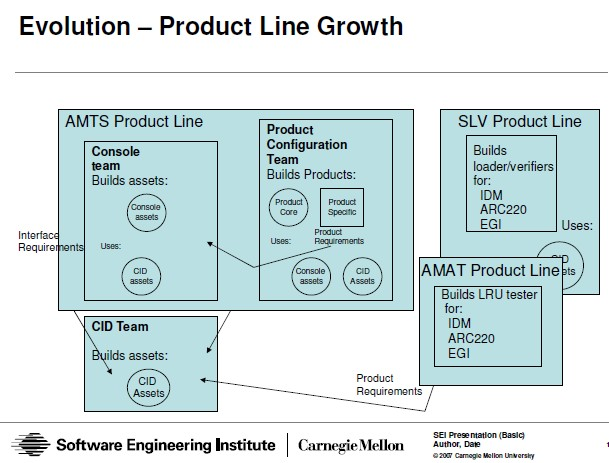 Evolution – Product Line Growth
AMTS Product Line
Console
team
Builds assets:
Console
assets
Uses:
CID
assets
Product
Configuration
Team
Builds Products:
Product
Core
Product
Specific
Uses:
Product
Requirements
Console
assets
CID
Assets
Interface
Requirements
SLV Product Line
Builds
loader/verifiers
for:
IDM
ARC220
EGI
Uses:
AMAT Product Line
Builds LRU tester
for:
IDM
ARC220
EGI
CID Team
Builds assets:
CID
Assets
Product
Requirements
Software Engineering Institute
CarnegieMellon
SEI Presentation (Basic)
Author, Date
© 2007 Carnegie Mellon University